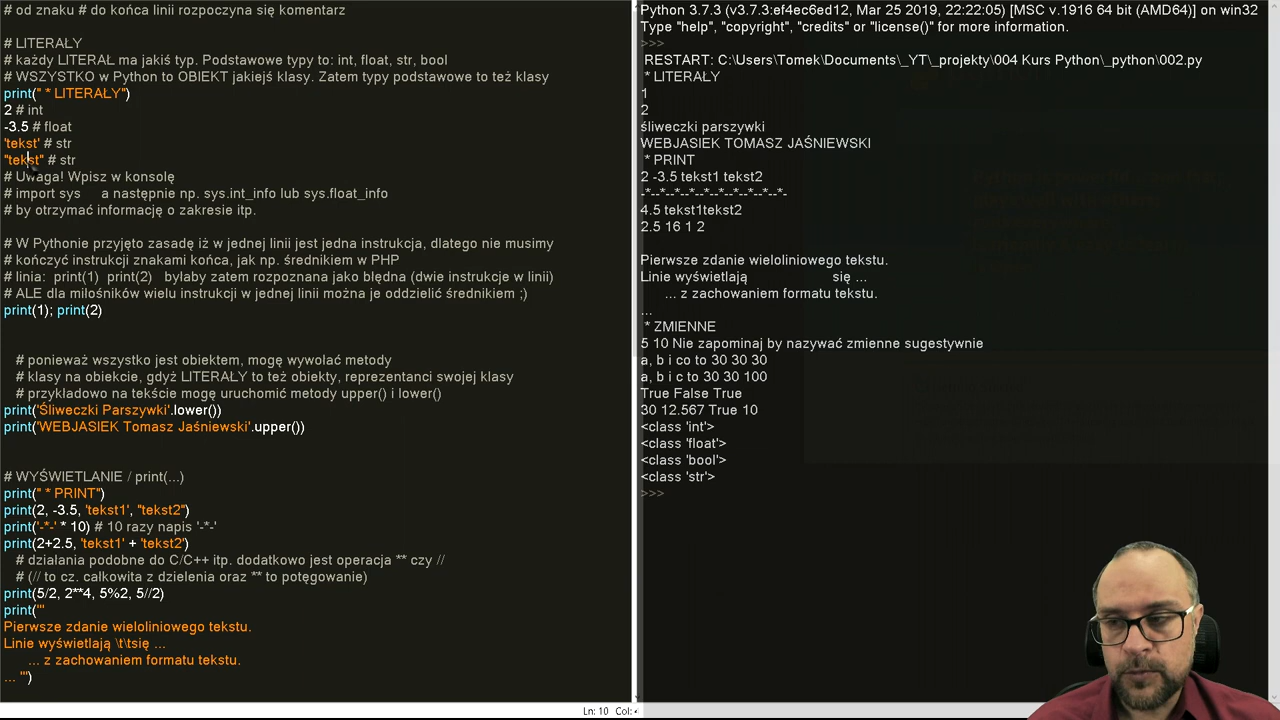 # od znaku # do końca linii rozpoczyna się komentarz
# LITERAŁY
# każdy LITERAŁ ma jakiś typ. Podstawowe typy to: int, float, str, bool
# WSZYSTKO w Python to OBIEKT jakiejś klasy. Zatem typy podstawowe to też klasy
print(" * LITERAŁY")
2 # int
-3.5 # float
'tekst' # str
"tekst" # str
# Uwaga! Wpisz w konsolę
# import sys     a następnie np. sys.int_info lub sys.float_info
# by otrzymać informację o zakresie itp.
# W Pythonie przyjęto zasadę iż w jednej linii jest jedna instrukcja, dlatego nie musimy
# kończyć instrukcji znakami końca, jak np. średnikiem w PHP
# linia:  print(1)  print(2)   byłaby zatem rozpoznana jako błędna (dwie instrukcje w linii)
# ALE dla miłośników wielu instrukcji w jednej linii można je oddzielić średnikiem ;)
print(1); print(2)
# ponieważ wszystko jest obiektem, mogę wywołać metody
# klasy na obiekcie, gdyż LITERAŁY to też obiekty, reprezentanci swojej klasy
# przykładowo na tekście mogę uruchomić metody upper() i lower()
print('Śliweczki Parszywki'.lower())
print('WEBJASIEK Tomasz Jaśniewski'.upper())
# WYŚWIETLANIE / print(...)
print(" * PRINT")
print(2, -3.5, 'tekst1', "tekst2")
print('-*-' * 10) # 10 razy napis '-*-'
print(2+2.5, 'tekst1' + 'tekst2')
# działania podobne do C/C++ itp. dodatkowo jest operacja ** czy //
# (// to cz. całkowita z dzielenia oraz ** to potęgowanie)
print(5/2, 2**4, 5%2, 5//2)
print('''
Pierwsze zdanie wieloliniowego tekstu.
Linie wyświetlają \t\tsię ...
... z zachowaniem formatu tekstu.
... ''')
Ln: 10   Col: 4
Python 3.7.3 (v3.7.3:ef4ec6ed12, Mar 25 2019, 22:22:05) [MSC v.1916 64 bit (AMD64)] on win32
Type "help", "copyright", "credits" or "license()" for more information.
>>>
RESTART: C:\Users\Tomek\Documents\_YT\_projekty\004 Kurs Python\_python\002.py
* LITERAŁY
1
2
śliweczki parszywki
WEBJASIEK TOMASZ JAŚNIEWSKI
* PRINT
2 -3.5 tekst1 tekst2
-*--*--*--*--*--*--*--*--*--*-
4.5 tekst1tekst2
2.5 16 1 2
Pierwsze zdanie wieloliniowego tekstu.
Linie wyświetlają 		się ...
... z zachowaniem formatu tekstu.
...
* ZMIENNE
5 10 Nie zapominaj by nazywać zmienne sugestywnie
a, b i co to 30 30 30
a, b i c to 30 30 100
True False True
30 12.567 True 10
<class 'int'>
<class 'float'>
<class 'bool'>
<class 'str'>
>>>